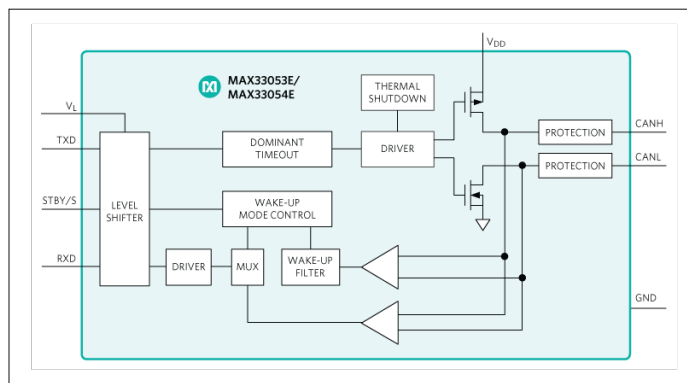 VDD
MAX33053E/
MAX33054E
THERMAL
SHUTDOWN
VL
TXD
DOMINANT
TIMEOUT
DRIVER
PROTECTION
CANH
PROTECTION
CANL
STBY/S
LEVEL
SHIFTER
WAKE-UP
MODE CONTROL
RXD
DRIVER
MUX
WAKE-UP
FILTER
GND